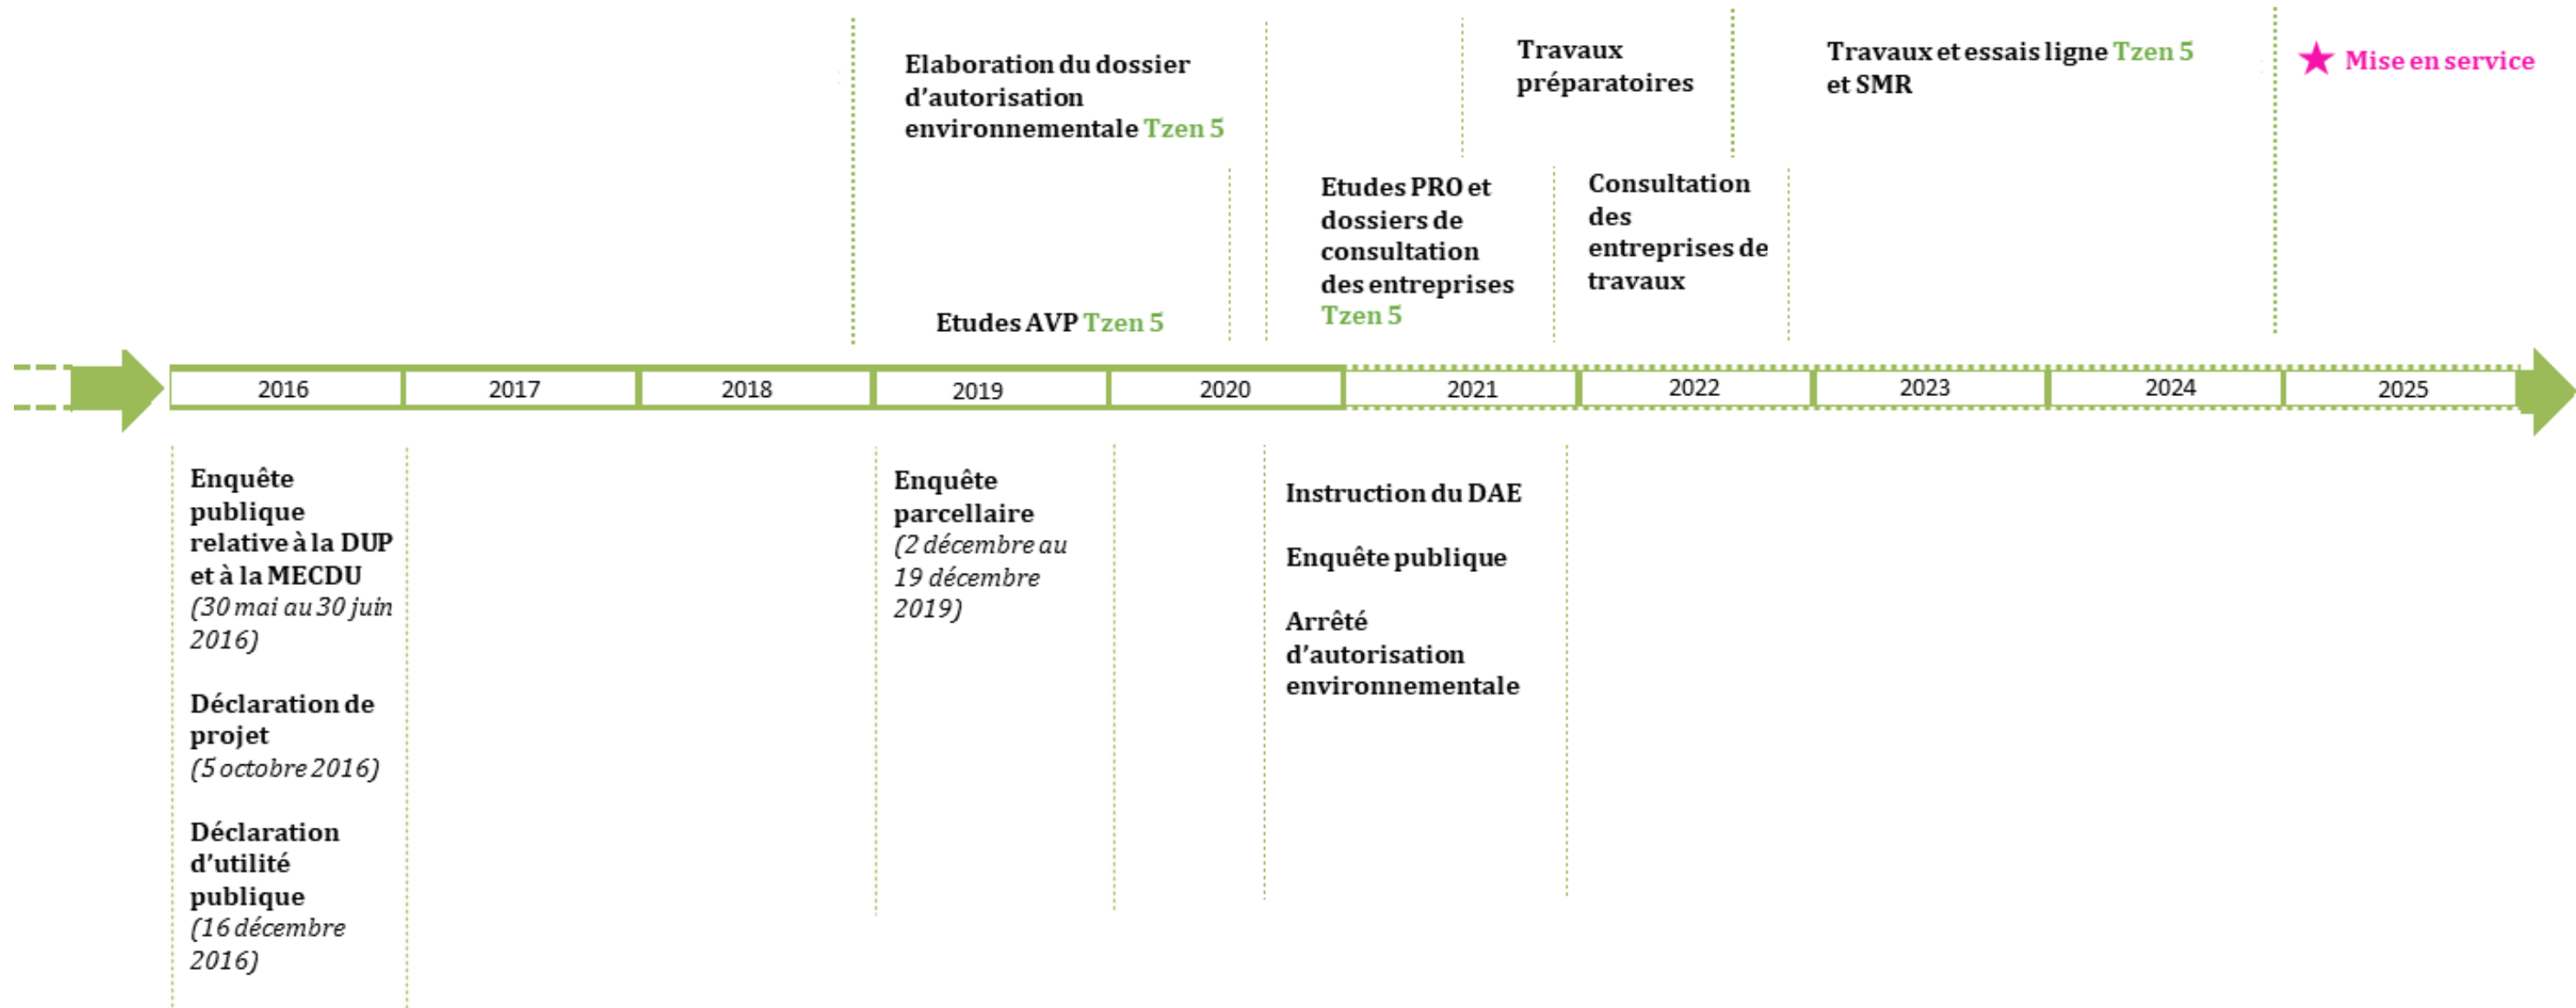 Elaboration du dossier
d'autorisation
environnementale Tzen 5
Travaux
préparatoires
Travaux et essais ligne Tzen 5
et SMR
★ Mise en service
Etudes AVP Tzen 5
Etudes PRO et
dossiers de
consultation
des entreprises
Tzen 5
Consultation
des
entreprises de
travaux
2016 2017 2018 2019 2020 2021 2022 2023 2024 2025
Enquête
publique
relative à la DUP
et à la MECDU
(30 mai au 30 juin
2016)
Déclaration de
projet
(5 octobre 2016)
Déclaration
d'utilité
publique
(16 décembre
2016)
Enquête
parcellaire
(2 décembre au
19 décembre
2019)
Instruction du DAE
Enquête publique
Arrêté
d'autorisation
environnementale